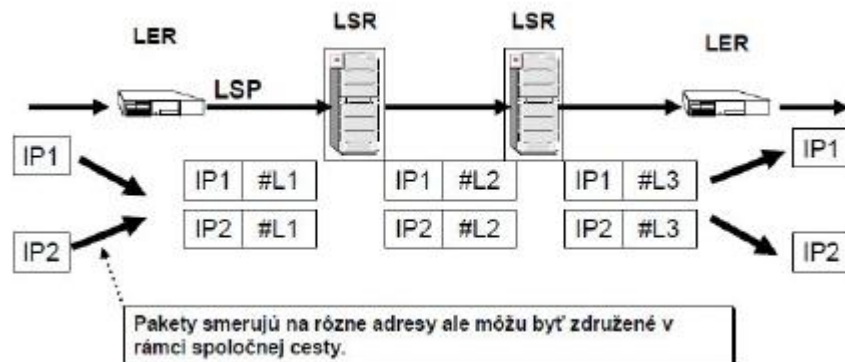 LER
LSR
LSR
LER
LSP
IP1
IP1 #L1
IP1 #L2
IP1 #L3
IP1
IP2
IP2 #L1
IP2 #L2
IP2 #L3
IP2
Pakety smerujú na rôzne adresy ale môžu byť združené v
rámci spoločnej cesty.